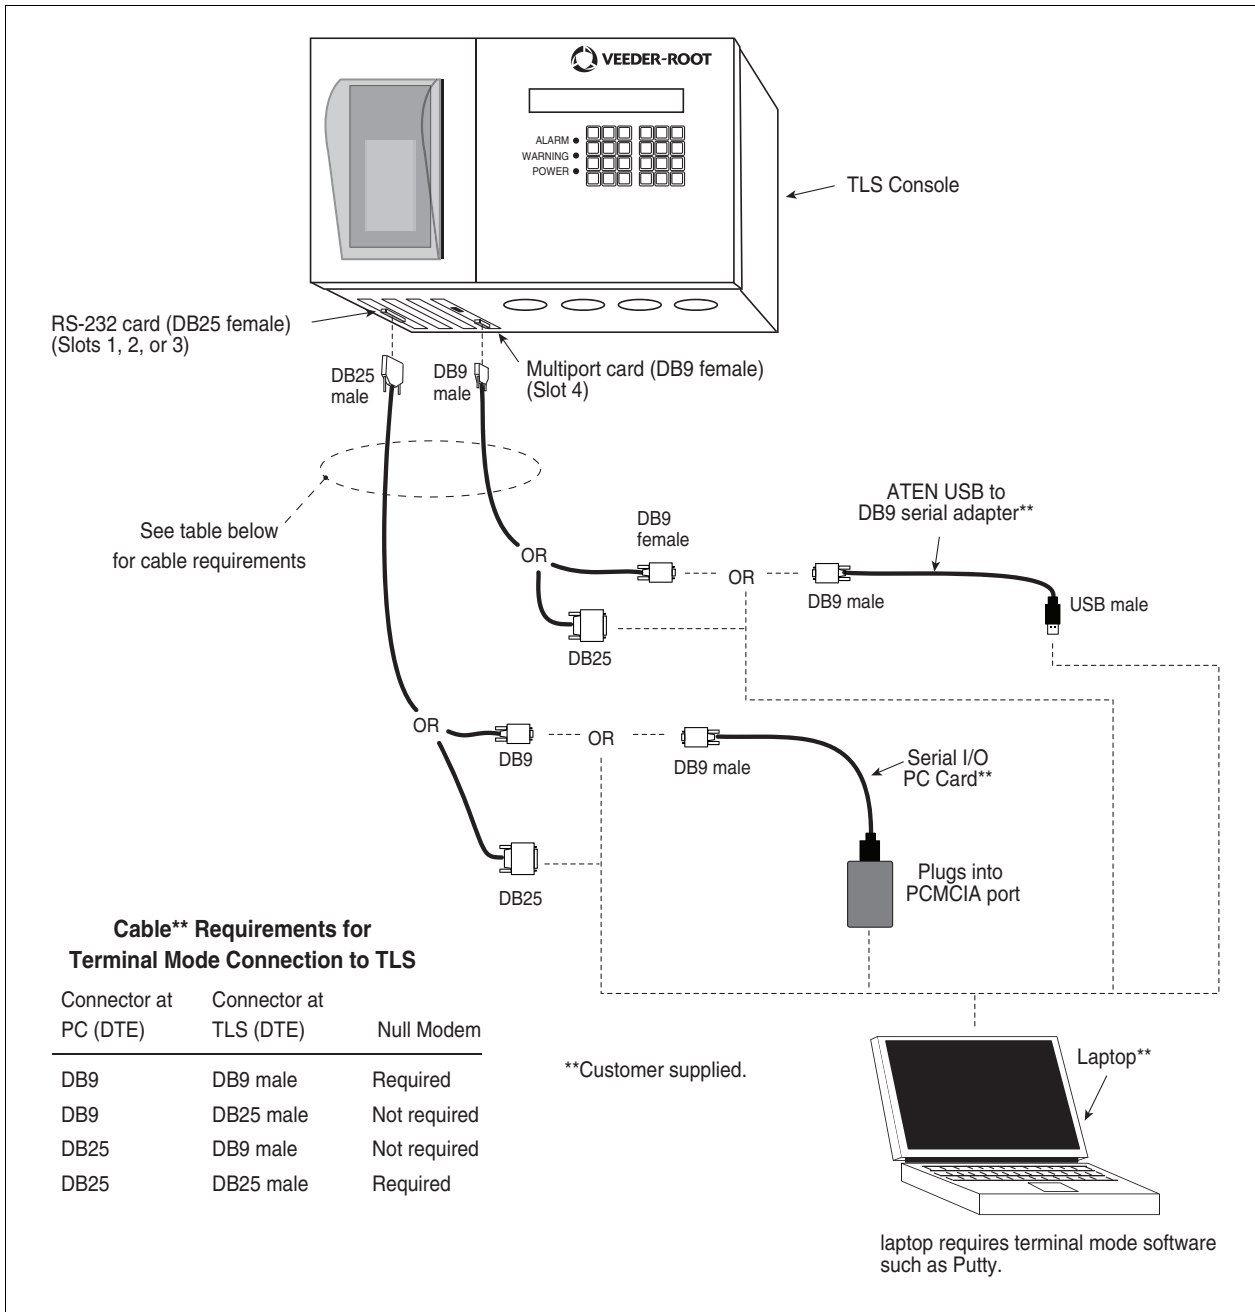 VEEDER-ROOT
ALARM
WARNING
POWER
TLS Console
RS-232 card (DB25 female)
(Slots 1, 2, or 3)
DB25
male
DB9
male
Multiport card (DB9 female)
(Slot 4)
See table below
for cable requirements
ATEN USB to
DB9 serial adapter**
DB9
female
OR
OR
DB9 male
USB male
DB25
OR
DB9
OR
DB9 male
Serial I/O
PC Card**
DB25
Plugs into
PCMCIA port
Cable** Requirements for
Terminal Mode Connection to TLS
Connector at Connector at
PC (DTE) TLS (DTE) Null Modem
DB9 DB9 male Required
DB9 DB25 male Not required
DB25 DB9 male Not required
DB25 DB25 male Required
**Customer supplied.
Laptop**
laptop requires terminal mode software
such as Putty.